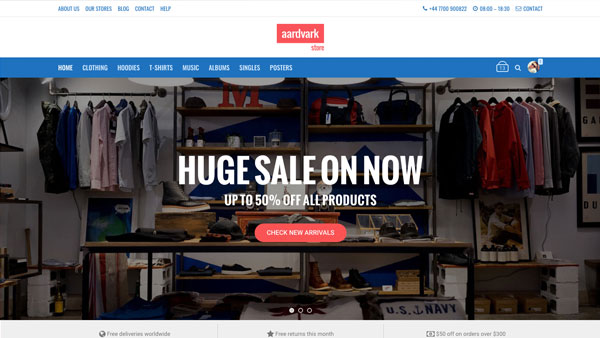 ABOUT US OUR STORES BLOG CONTACT HELP +44 7700 900822 08:00 – 18:30 CONTACT
aardvark
store
HOME CLOTHING HOODIES T-SHIRTS MUSIC ALBUMS SINGLES POSTERS
M
HUGE SALE ON NOW
UP TO 50% OFF ALL PRODUCTS
CHECK NEW ARRIVALS
U.S. NAVY
Free deliveries worldwide Free returns this month $50 off on orders over $300